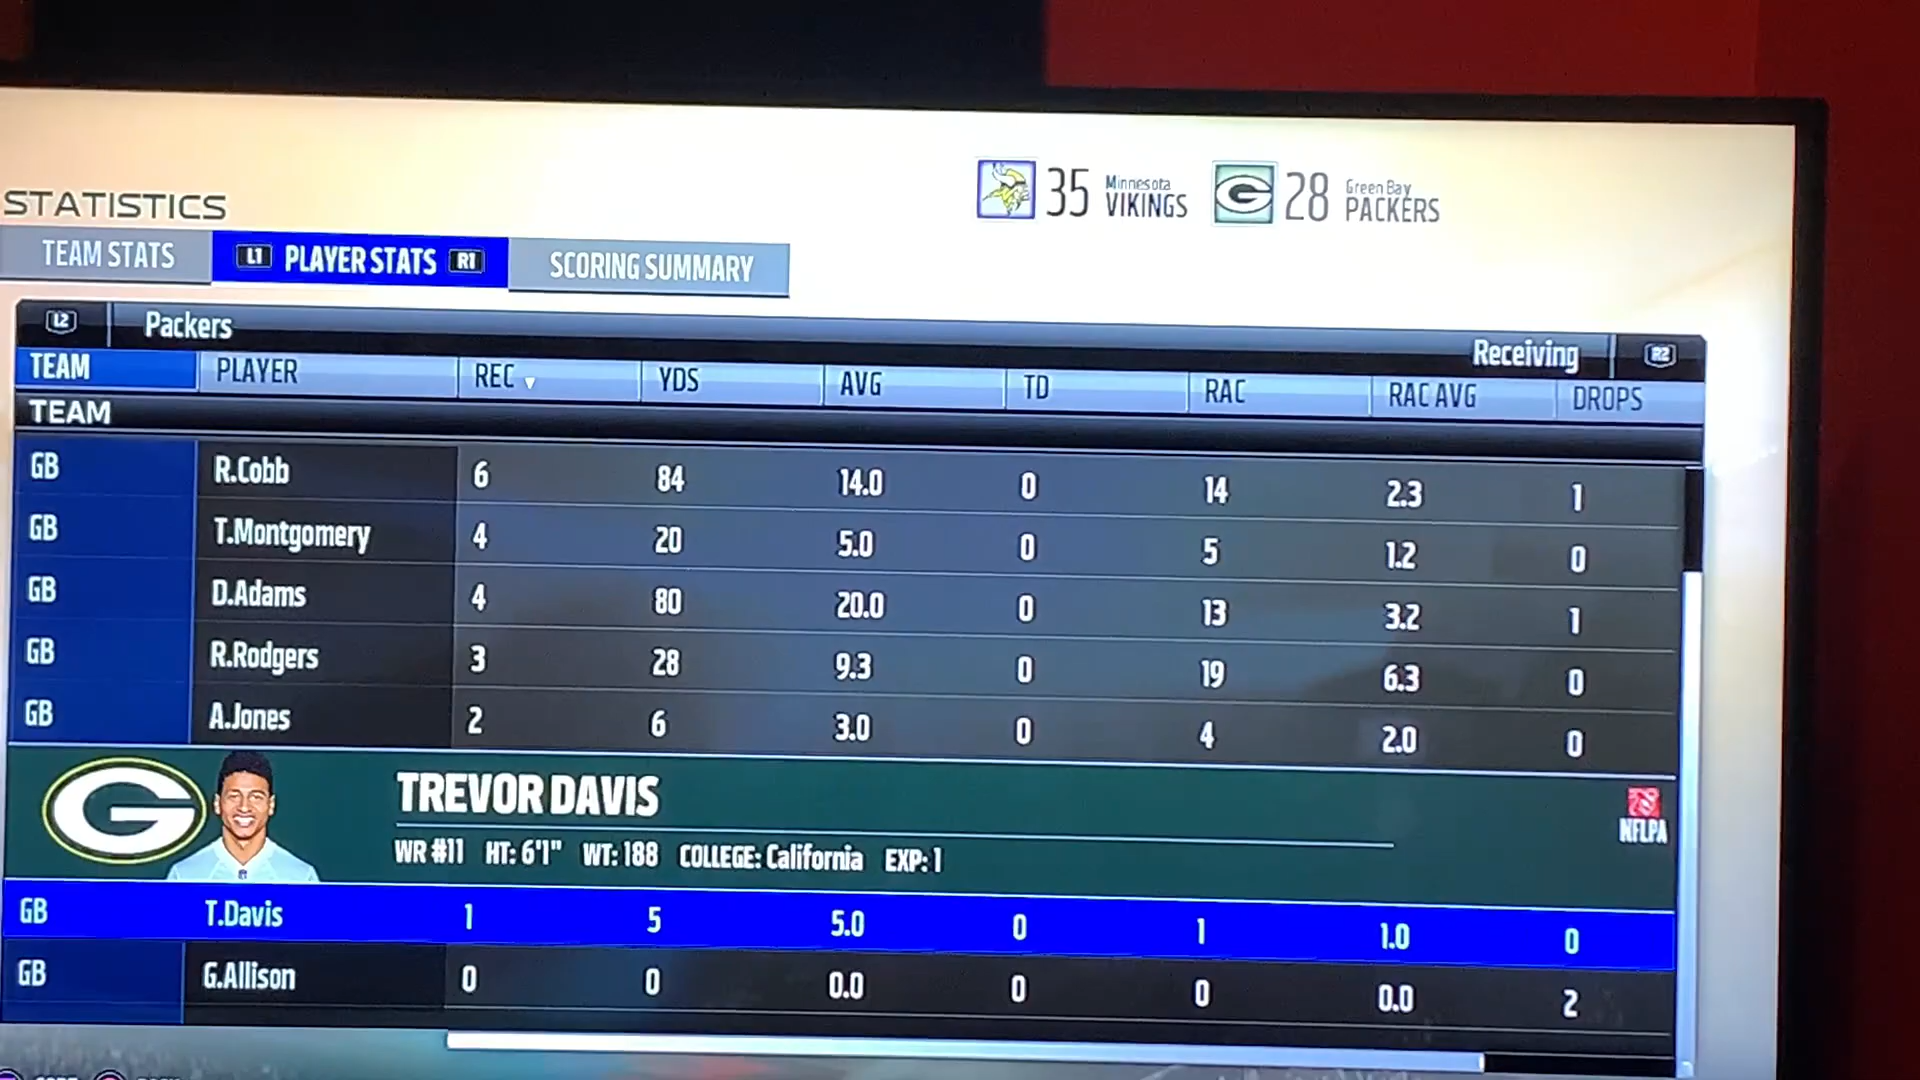 35 Minnesota VIKINGS 28 Green Bay PACKERS
STATISTICS
TEAM STATS L1 PLAYER STATS R1 SCORING SUMMARY
L2 Packers Receiving R2
TEAM PLAYER REC YDS AVG TD RAC RAC AVG DROPS
TEAM
GB R.Cobb 6 84 14.0 0 14 2.3 1
GB T.Montgomery 4 20 5.0 0 5 1.2 0
GB D.Adams 4 80 20.0 0 13 3.2 1
GB R.Rodgers 3 28 9.3 0 19 6.3 0
GB A.Jones 2 6 3.0 0 4 2.0 0
G TREVOR DAVIS
WR #11 HT: 6'1" WT: 188 COLLEGE: California EXP: 1
NFLPA
GB T.Davis 1 5 5.0 0 1 1.0 0
GB G.Allison 0 0 0.0 0 0 0.0 2